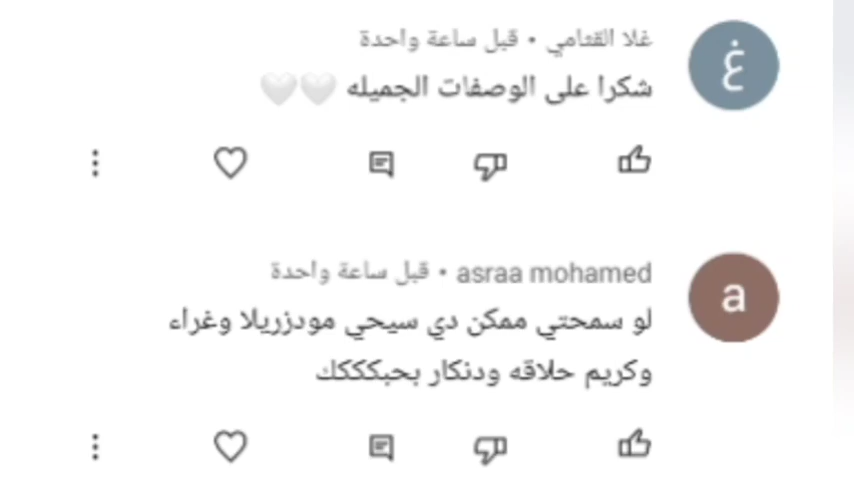 غلا القثامي • قبل ساعة واحدة
غ
شكرا على الوصفات الجميله 🤍🤍
asraa mohamed • قبل ساعة واحدة
a
لو سمحتي ممكن دي سيحي مودزريلا وغراء
وكريم حلاقه ودنكار بحبككككك